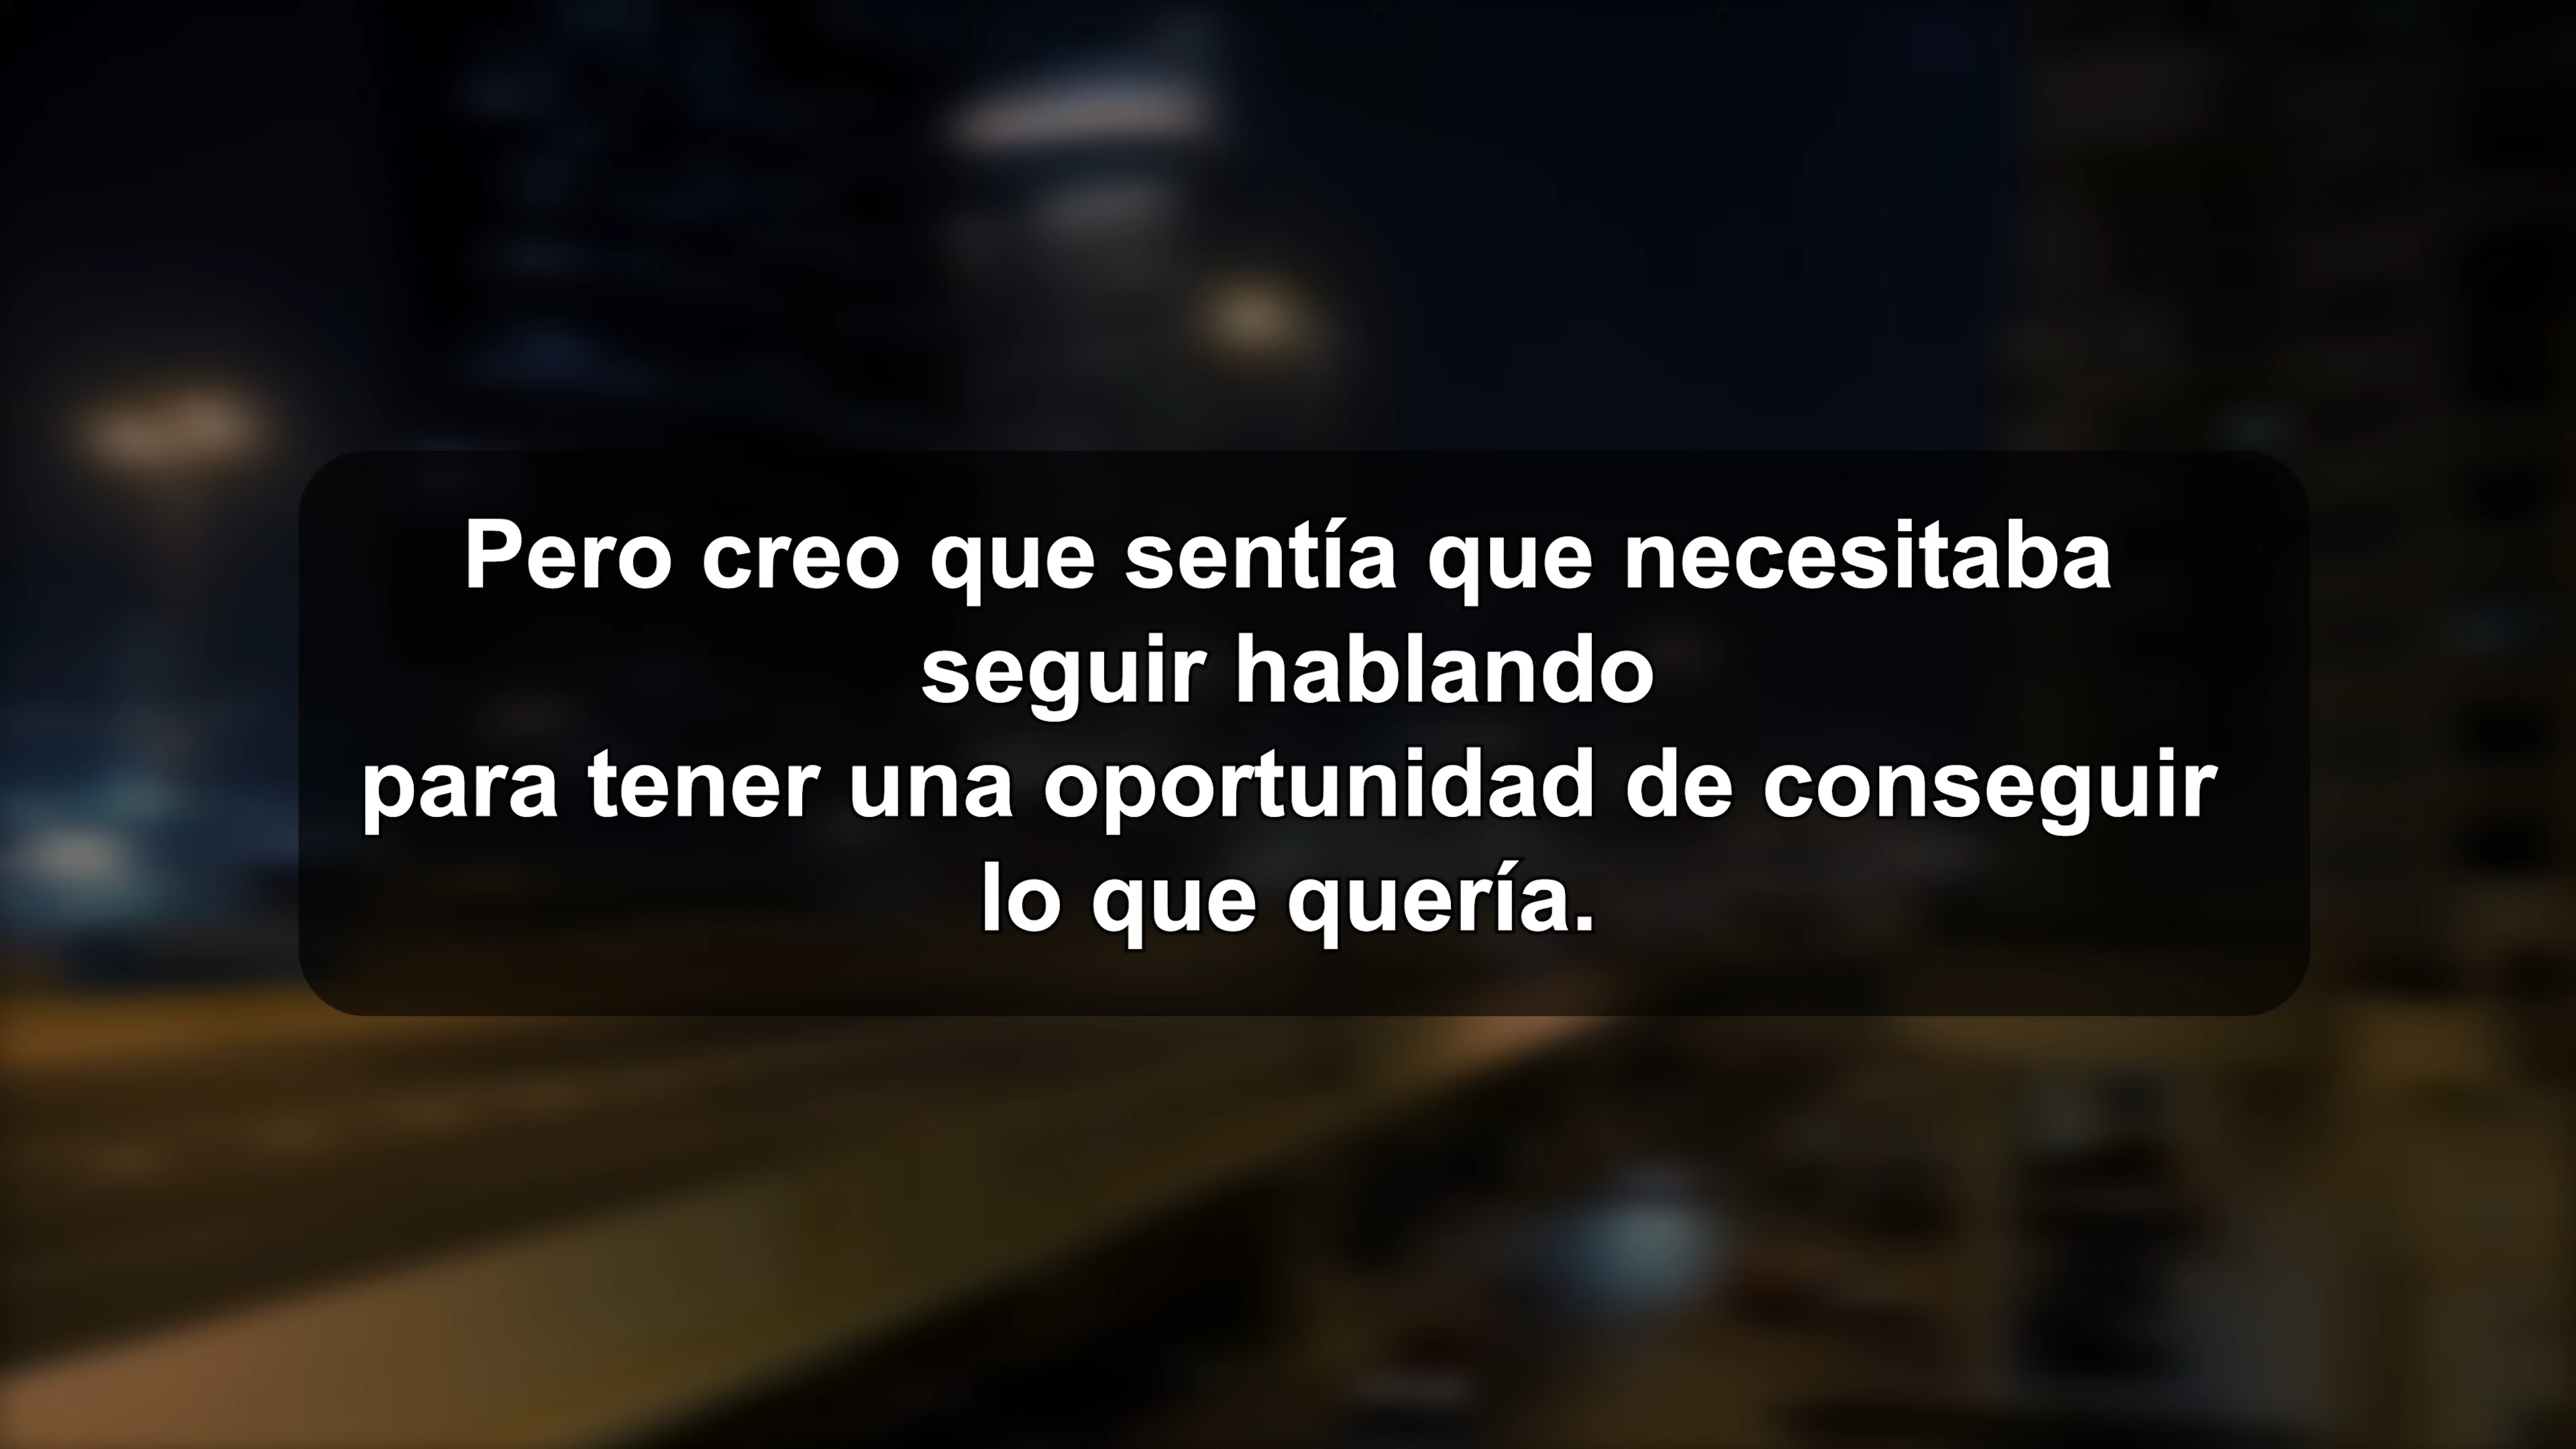 Pero creo que sentía que necesitaba
seguir hablando
para tener una oportunidad de conseguir
lo que quería.